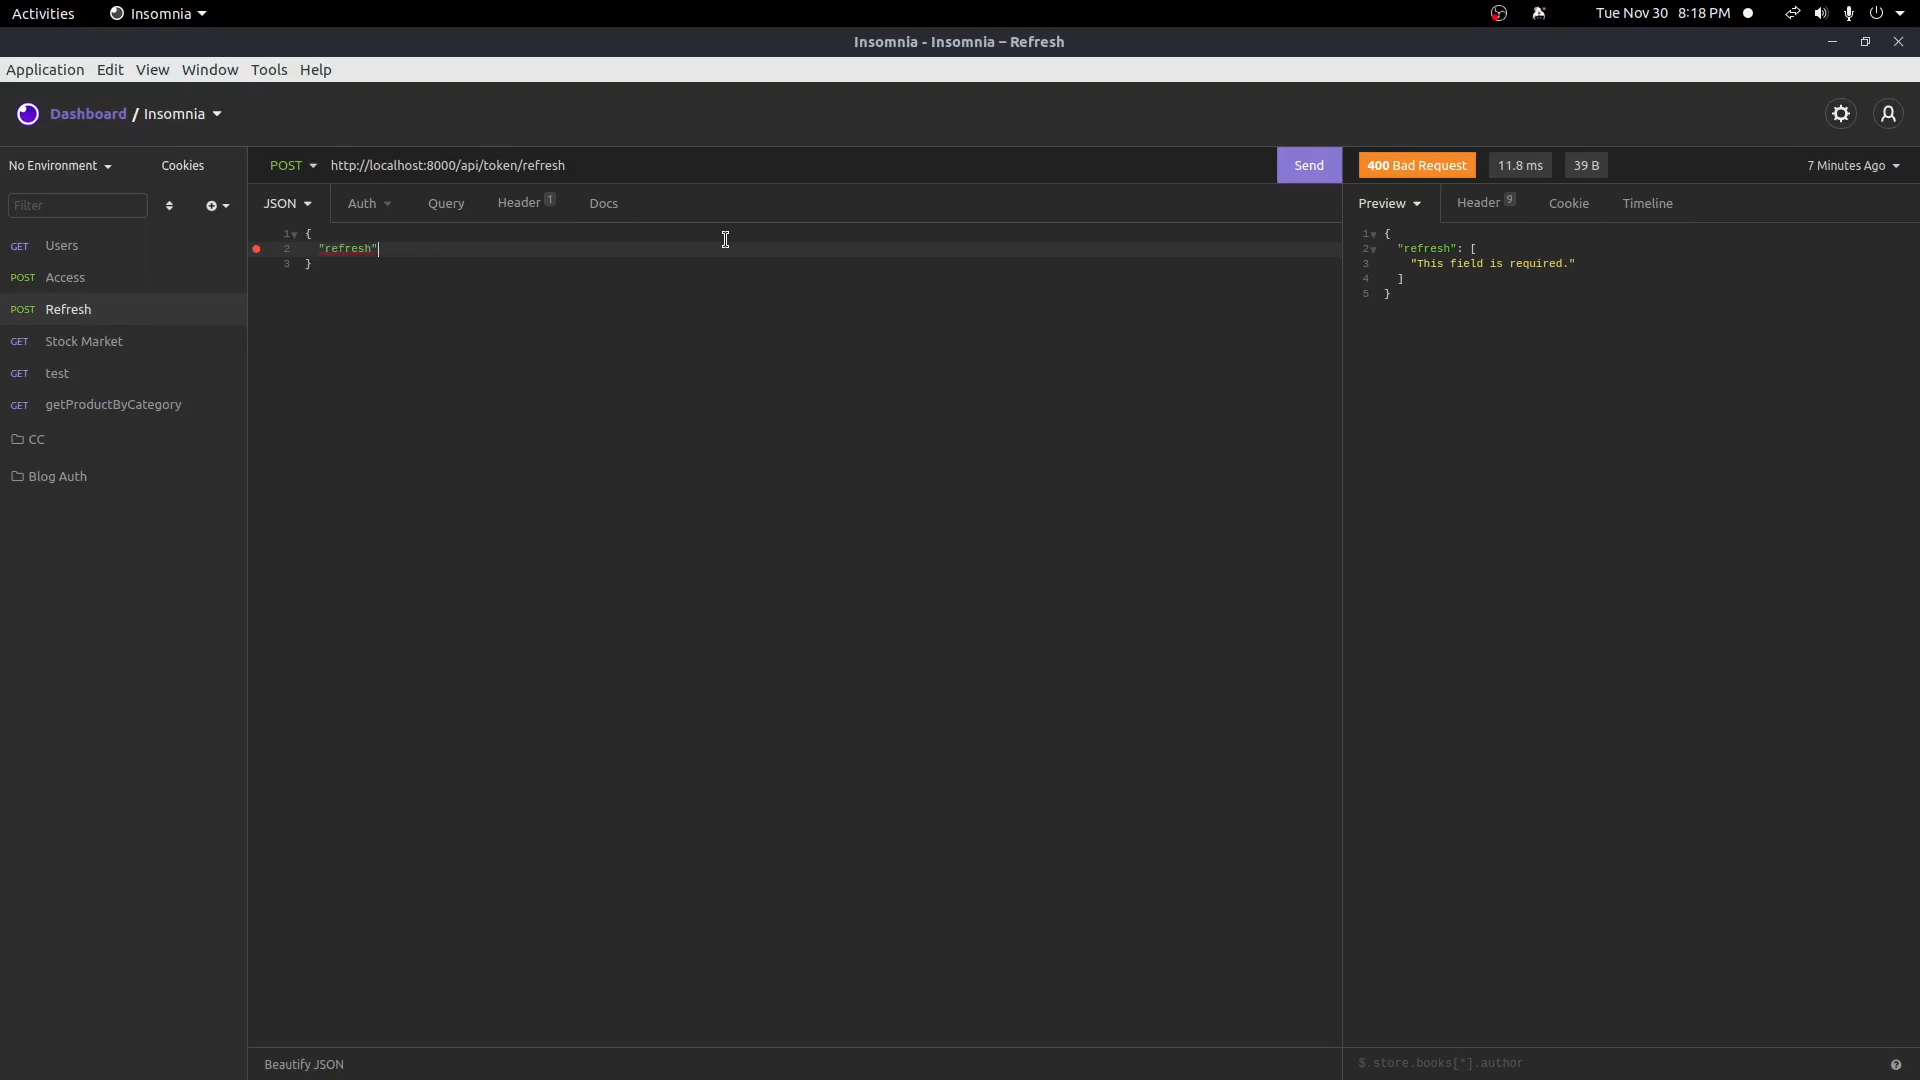 Activities Insomnia Tue Nov 30 8:18 PM
Insomnia - Insomnia – Refresh
Application Edit View Window Tools Help
Dashboard / Insomnia
No Environment Cookies
Filter
GET Users
POST Access
POST Refresh
GET Stock Market
GET test
GET getProductByCategory
CC
Blog Auth
POST http://localhost:8000/api/token/refresh Send
JSON Auth Query Header 1 Docs
1 {
2 "refresh"
3 }
Beautify JSON
400 Bad Request 11.8 ms 39 B 7 Minutes Ago
Preview Header 9 Cookie Timeline
1 {
2 "refresh": [
3 "This field is required."
4 ]
5 }
$.store.books[*].author